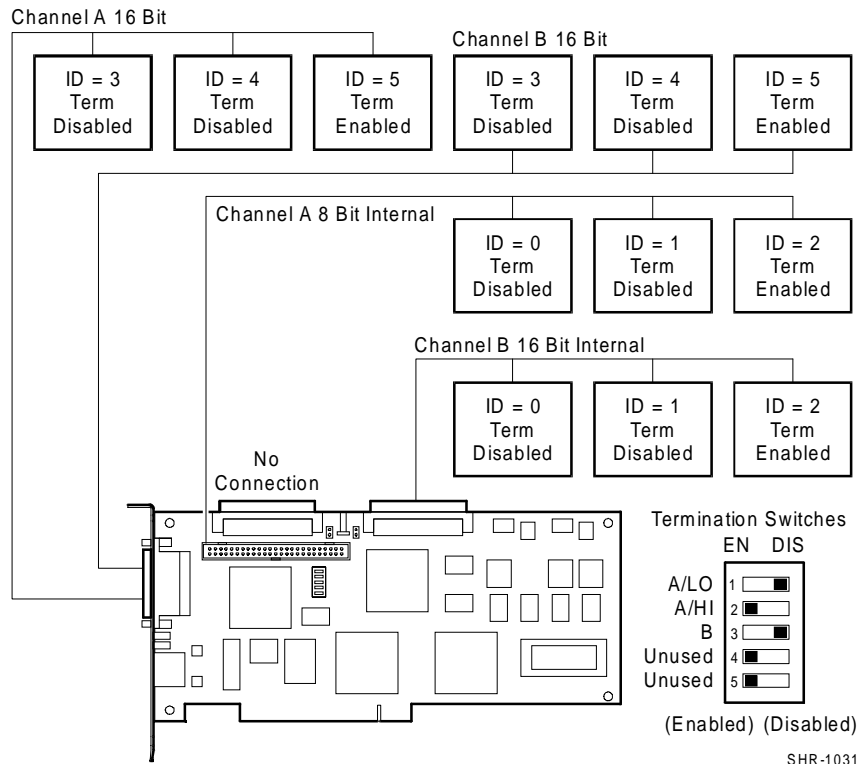 Channel A 16 Bit
ID = 3
Term
Disabled
ID = 4
Term
Disabled
ID = 5
Term
Enabled
Channel B 16 Bit
ID = 3
Term
Disabled
ID = 4
Term
Disabled
ID = 5
Term
Enabled
Channel A 8 Bit Internal
ID = 0
Term
Disabled
ID = 1
Term
Disabled
ID = 2
Term
Enabled
Channel B 16 Bit Internal
ID = 0
Term
Disabled
ID = 1
Term
Disabled
ID = 2
Term
Enabled
No
Connection
Termination Switches
EN DIS
A/LO 1
A/HI 2
B 3
Unused 4
Unused 5
(Enabled) (Disabled)
SHR-1031